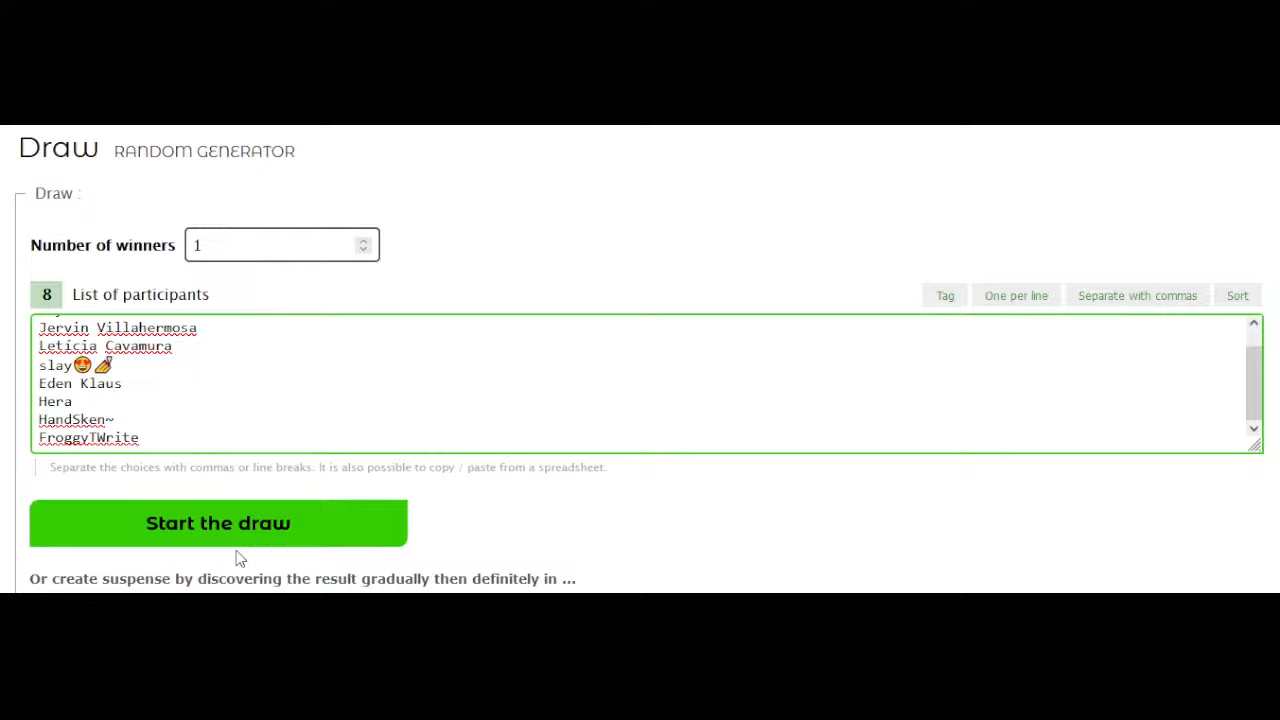 Draw RANDOM GENERATOR
Draw :
Number of winners 1
8 List of participants Tag One per line Separate with commas Sort
Jervin Villahermosa
Letícia Cavamura
slay😍💅
Eden Klaus
Hera
HandSken~
FroggyTWrite
Separate the choices with commas or line breaks. It is also possible to copy / paste from a spreadsheet.
Start the draw
Or create suspense by discovering the result gradually then definitely in ...